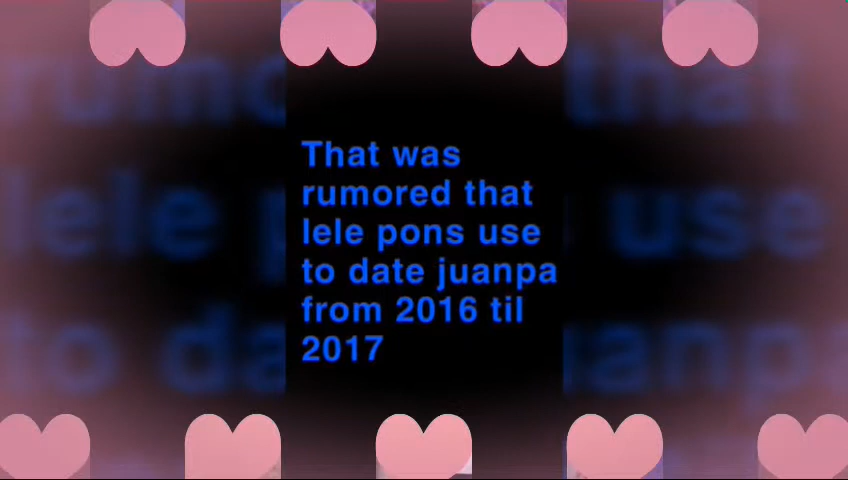 That was
rumored that
lele pons use
to date juanpa
from 2016 til
2017